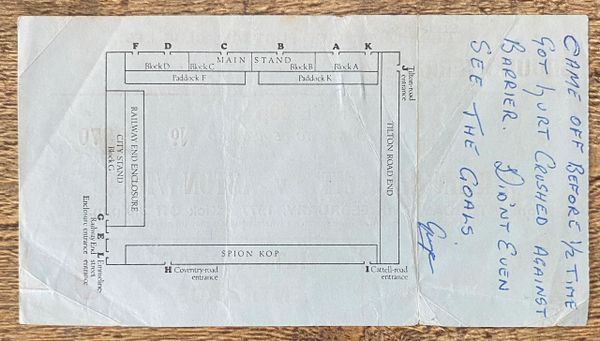 F D C B A K
MAIN STAND
Block D Block C Block B Block A
Paddock F Paddock K
J Tilton-road
entrance
RAILWAY END ENCLOSURE
CITY STAND
Block G
TILTON ROAD END
G E L Emmeline-
street
Railway End
entrance
Enclosure entrance
SPION KOP
H Coventry-road
entrance
I Cattell-road
entrance
CAME OFF BEFORE 1/2 TIME
GOT HURT CRUSHED AGAINST
BARRIER. DIDN'T EVEN
SEE THE GOALS